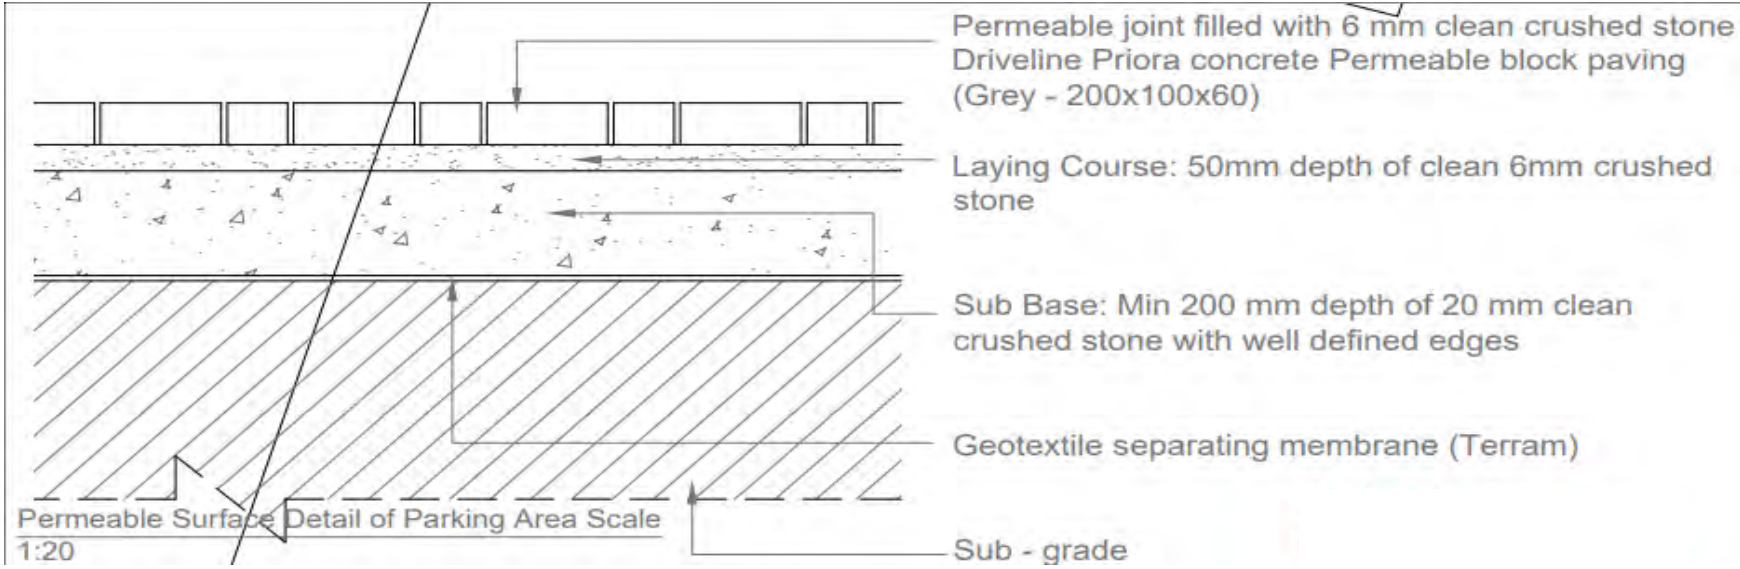 Permeable joint filled with 6 mm clean crushed stone
Driveline Priora concrete Permeable block paving
(Grey - 200x100x60)
Laying Course: 50mm depth of clean 6mm crushed
stone
Sub Base: Min 200 mm depth of 20 mm clean
crushed stone with well defined edges
Geotextile separating membrane (Terram)
Sub - grade
Permeable Surface Detail of Parking Area Scale
1:20